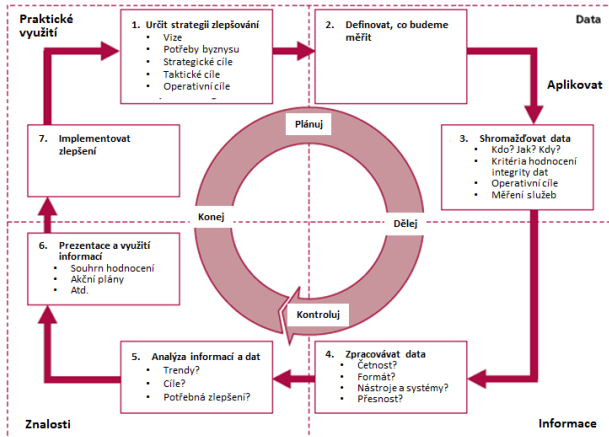 Praktické
využití
Data
1. Určit strategii zlepšování
• Vize
• Potřeby byznysu
• Strategické cíle
• Taktické cíle
• Operativní cíle
2. Definovat, co budeme
měřit
Aplikovat
3. Shromažďovat data
• Kdo? Jak? Kdy?
• Kritéria hodnocení
integrity dat
• Operativní cíle
• Měření služeb
7. Implementovat
zlepšení
Plánuj
Konej
Dělej
Kontroluj
6. Prezentace a využití
informací
• Souhrn hodnocení
• Akční plány
• Atd.
5. Analýza informací a dat
• Trendy?
• Cíle?
• Potřebná zlepšení?
4. Zpracovávat data
• Četnost?
• Formát?
• Nástroje a systémy?
• Přesnost?
Znalosti
Informace